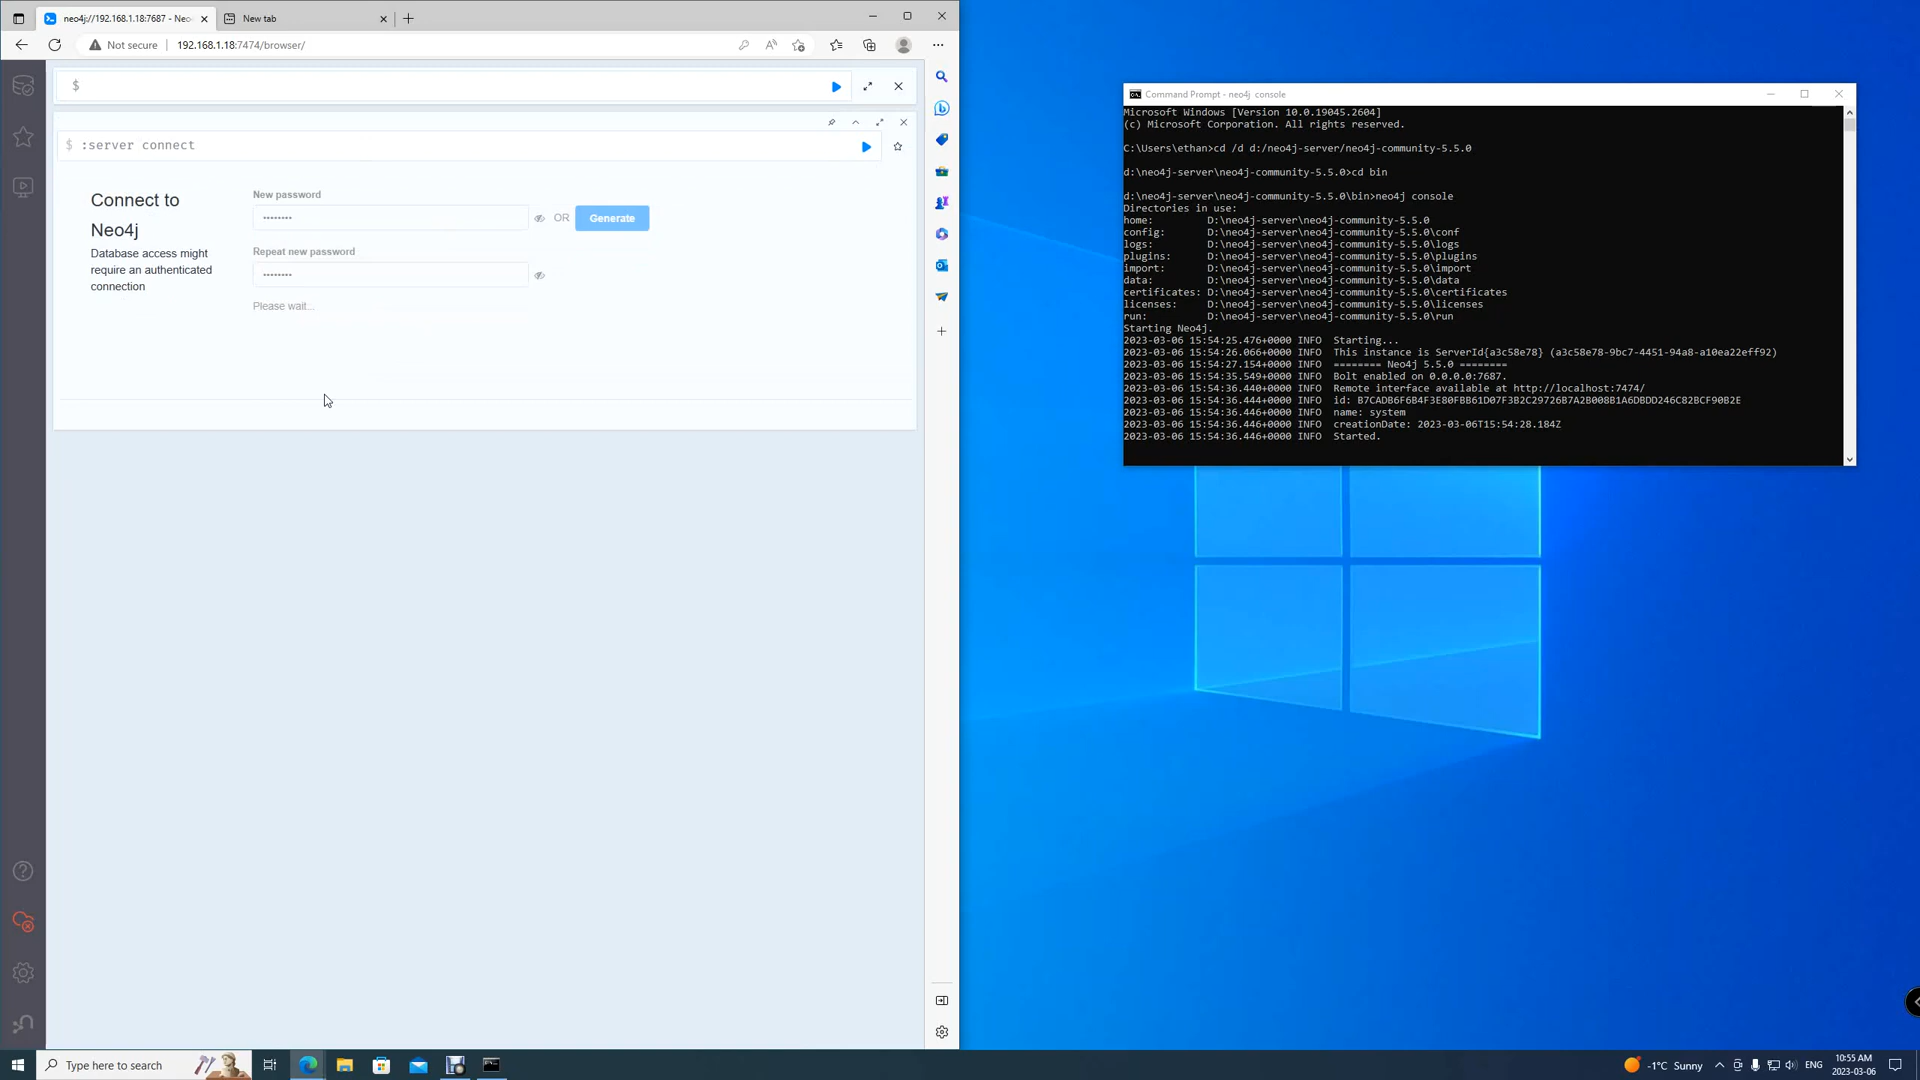 neo4j://192.168.1.18:7687 - Neo
New tab
Not secure
192.168.1.18:7474/browser/
$
$ :server connect
Connect to
Neo4j
Database access might
require an authenticated
connection
New password
••••••••
OR
Generate
Repeat new password
••••••••
Please wait...
Command Prompt - neo4j console
Microsoft Windows [Version 10.0.19045.2604]
(c) Microsoft Corporation. All rights reserved.
C:\Users\ethan>cd /d d:/neo4j-server/neo4j-community-5.5.0
d:\neo4j-server\neo4j-community-5.5.0>cd bin
d:\neo4j-server\neo4j-community-5.5.0\bin>neo4j console
Directories in use:
home: D:\neo4j-server\neo4j-community-5.5.0
config: D:\neo4j-server\neo4j-community-5.5.0\conf
logs: D:\neo4j-server\neo4j-community-5.5.0\logs
plugins: D:\neo4j-server\neo4j-community-5.5.0\plugins
import: D:\neo4j-server\neo4j-community-5.5.0\import
data: D:\neo4j-server\neo4j-community-5.5.0\data
certificates: D:\neo4j-server\neo4j-community-5.5.0\certificates
licenses: D:\neo4j-server\neo4j-community-5.5.0\licenses
run: D:\neo4j-server\neo4j-community-5.5.0\run
Starting Neo4j.
2023-03-06 15:54:25.476+0000 INFO Starting...
2023-03-06 15:54:26.066+0000 INFO This instance is ServerId{a3c58e78} (a3c58e78-9bc7-4451-94a8-a10ea22eff92)
2023-03-06 15:54:27.154+0000 INFO ======== Neo4j 5.5.0 ========
2023-03-06 15:54:35.549+0000 INFO Bolt enabled on 0.0.0.0:7687.
2023-03-06 15:54:36.440+0000 INFO Remote interface available at http://localhost:7474/
2023-03-06 15:54:36.444+0000 INFO id: B7CADB6F6B4F3E80FBB61D07F3B2C29726B7A2B008B1A6DBDD246C82BCF90B2E
2023-03-06 15:54:36.446+0000 INFO name: system
2023-03-06 15:54:36.446+0000 INFO creationDate: 2023-03-06T15:54:28.184Z
2023-03-06 15:54:36.446+0000 INFO Started.
Type here to search
-1°C Sunny
ENG
10:55 AM
2023-03-06